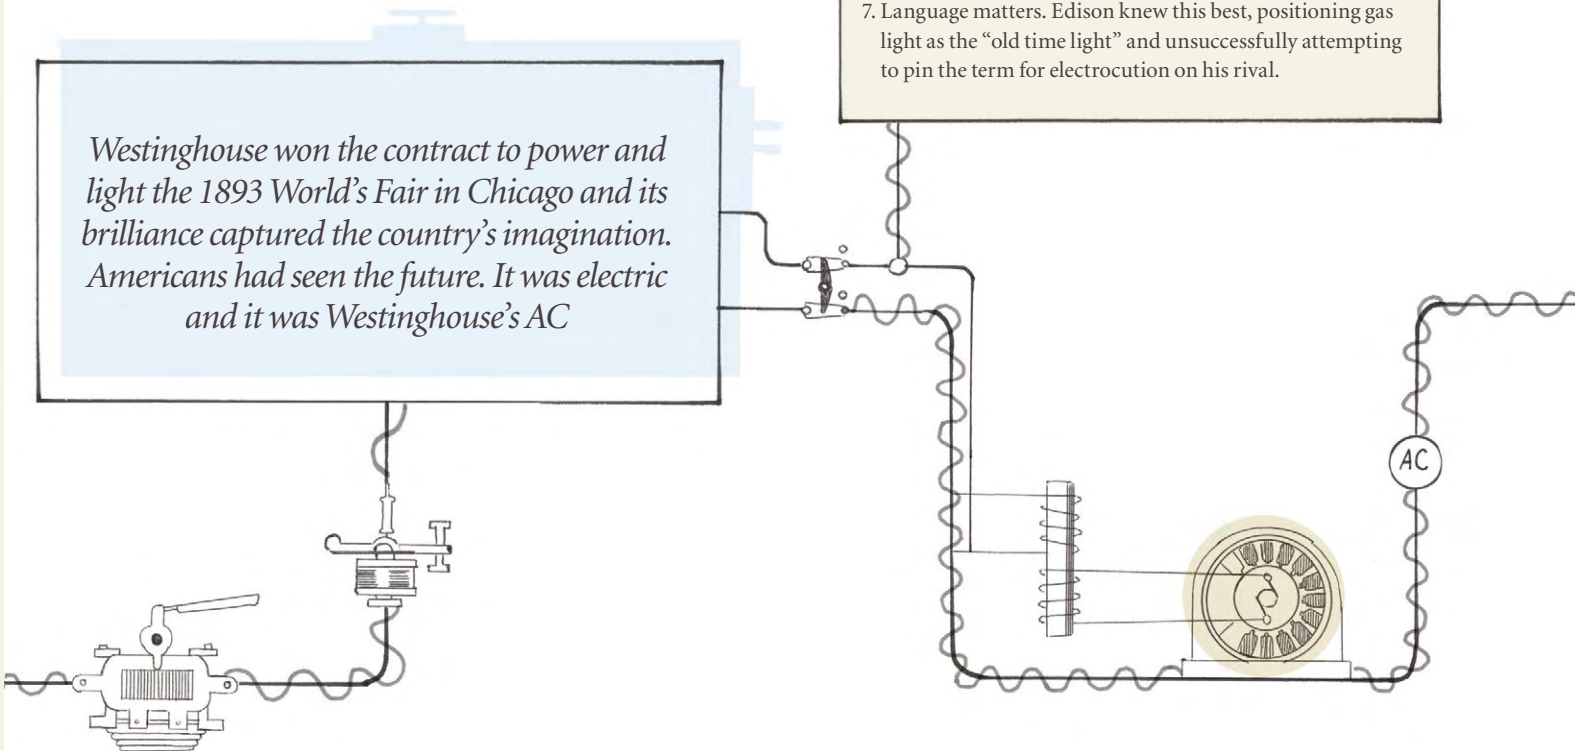 7. Language matters. Edison knew this best, positioning gas
light as the “old time light” and unsuccessfully attempting
to pin the term for electrocution on his rival.
Westinghouse won the contract to power and
light the 1893 World’s Fair in Chicago and its
brilliance captured the country’s imagination.
Americans had seen the future. It was electric
and it was Westinghouse’s AC
AC